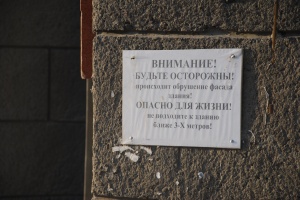 ВНИМАНИЕ!
БУДЬТЕ ОСТОРОЖНЫ!
происходит обрушение фасада
здания!
ОПАСНО ДЛЯ ЖИЗНИ!
не подходите к зданию
ближе 3-Х метров!